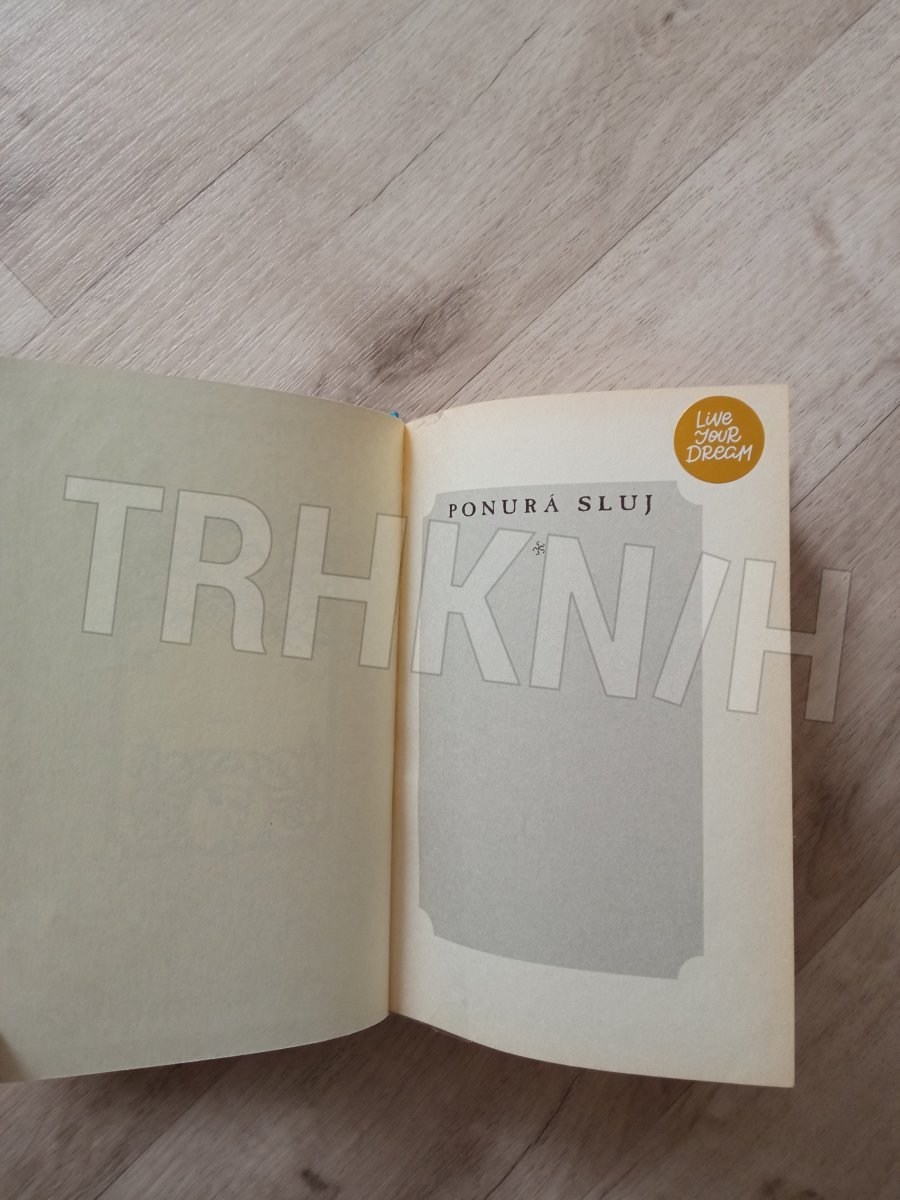 LIVE
YOUR
DREAM
PONURÁ SLUJ
TRHKNIH